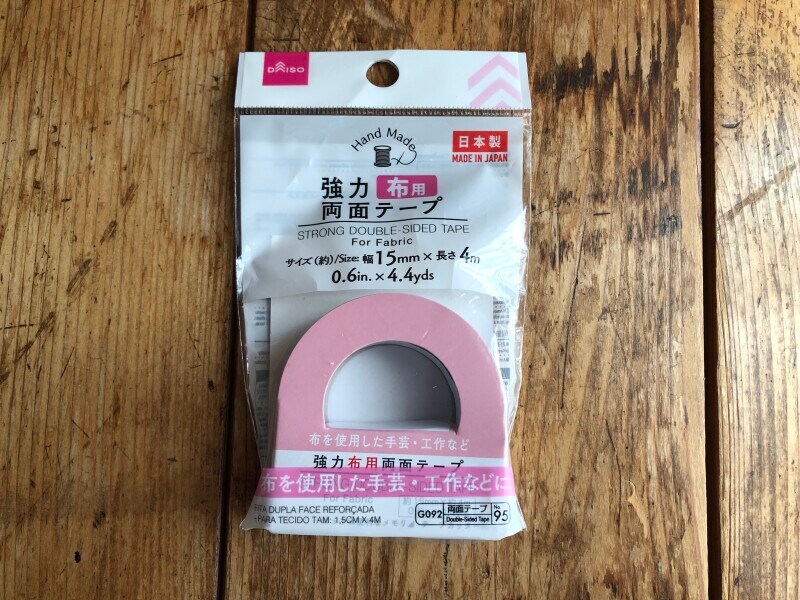 DAISO
Hand Made
日本製
MADE IN JAPAN
強力 布用
両面テープ
STRONG DOUBLE-SIDED TAPE
For Fabric
サイズ(約)/Size: 幅15mm × 長さ4m
0.6in. × 4.4yds
布を使用した手芸・工作など
強力布用両面テープ
布を使用した手芸・工作などに
For Fabric
DUPLA FACE REFORÇADA
PARA TECIDO TAM: 1,5CM X 4M
G092 両面テープ Double-Sided Tape No. 95